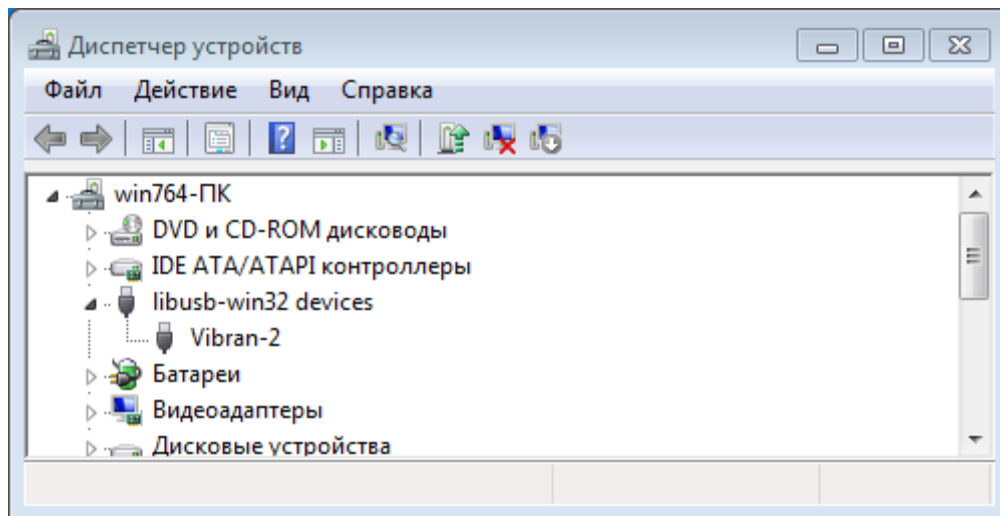 Диспетчер устройств
Файл Действие Вид Справка
win764-ПК
DVD и CD-ROM дисководы
IDE ATA/ATAPI контроллеры
libusb-win32 devices
Vibran-2
Батареи
Видеоадаптеры
Дисковые устройства